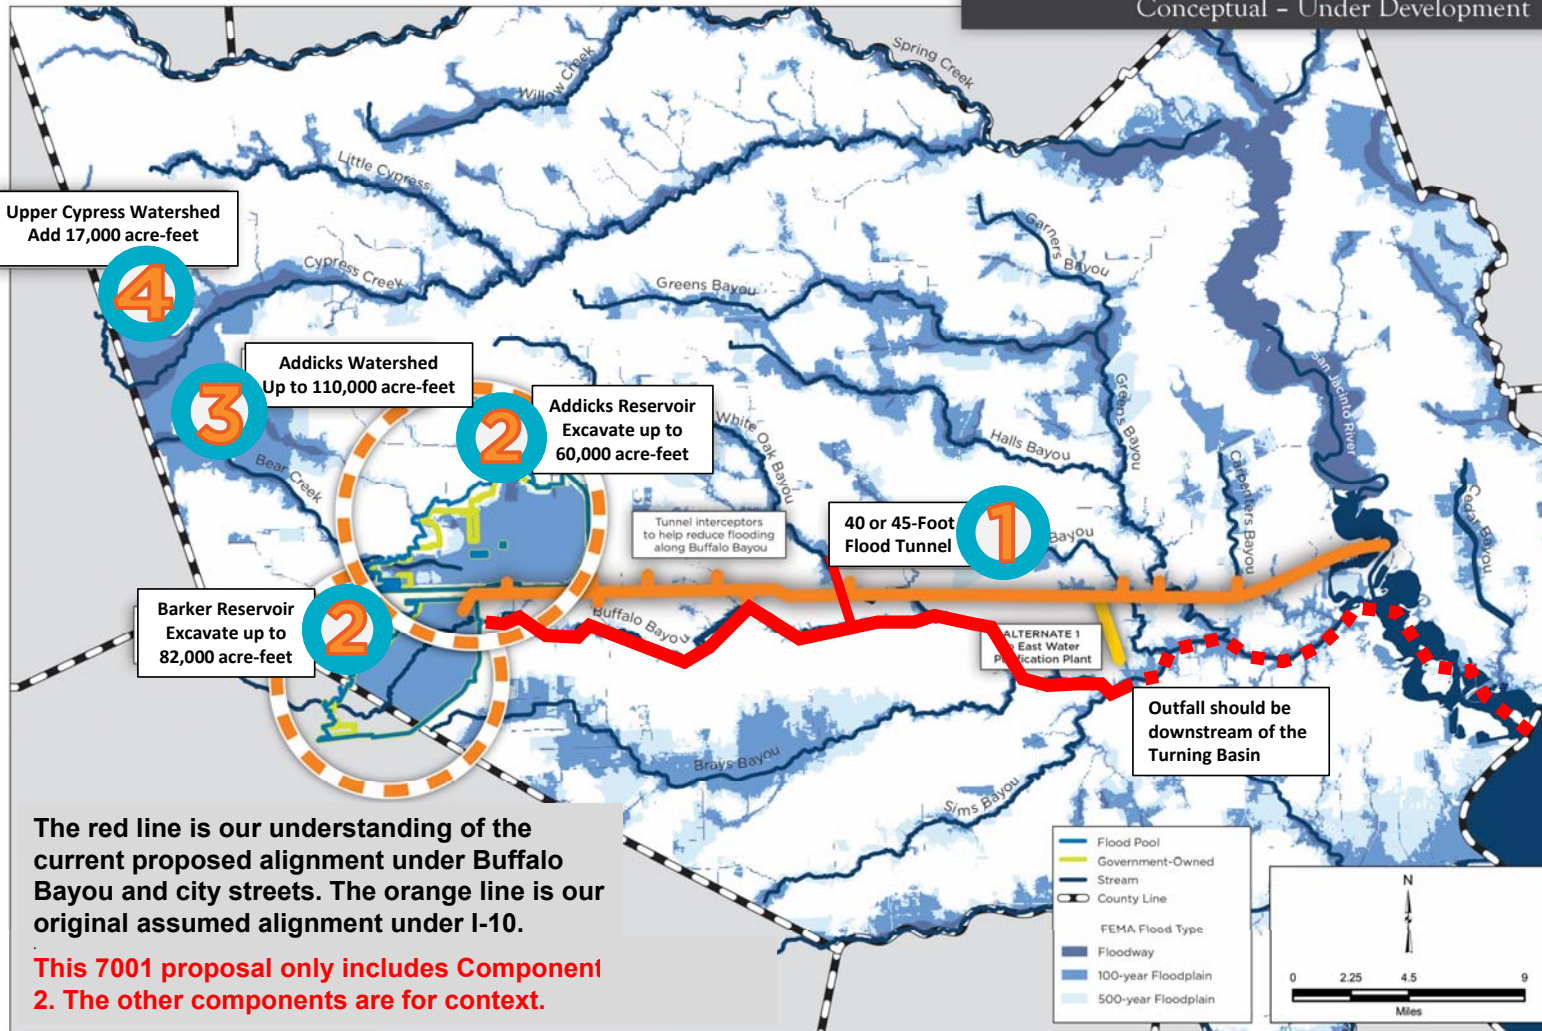 Conceptual – Under Development
Spring Creek
Willow Creek
Little Cypress
Upper Cypress Watershed
Add 17,000 acre-feet
4
Cypress Creek
Garners Bayou
Greens Bayou
Addicks Watershed
Up to 110,000 acre-feet
3
San Jacinto River
2
Addicks Reservoir
Excavate up to
60,000 acre-feet
White Oak Bayou
Greens Bayou
Halls Bayou
Bear Creek
Carpenters Bayou
Cedar Bayou
Tunnel interceptors
to help reduce flooding
along Buffalo Bayou
40 or 45-Foot
Flood Tunnel
1
Bayou
Barker Reservoir
Excavate up to
82,000 acre-feet
2
Buffalo Bayou
ALTERNATE 1
to East Water
Purification Plant
Outfall should be
downstream of the
Turning Basin
Brays Bayou
Sims Bayou
The red line is our understanding of the
current proposed alignment under Buffalo
Bayou and city streets. The orange line is our
original assumed alignment under I-10.
.
This 7001 proposal only includes Component
2. The other components are for context.
Flood Pool
Government-Owned
Stream
County Line
FEMA Flood Type
Floodway
100-year Floodplain
500-year Floodplain
N
0 2.25 4.5 9
Miles